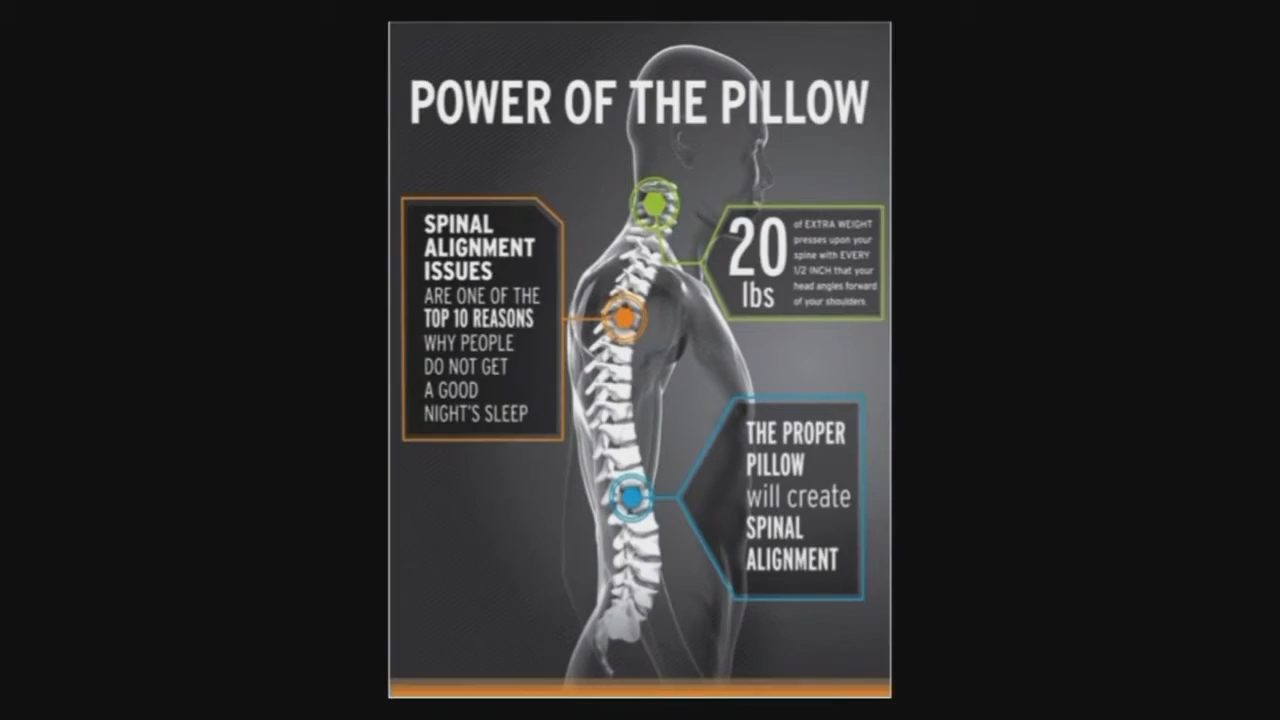 POWER OF THE PILLOW
SPINAL
ALIGNMENT
ISSUES
ARE ONE OF THE
TOP 10 REASONS
WHY PEOPLE
DO NOT GET
A GOOD
NIGHT'S SLEEP
20
lbs
of EXTRA WEIGHT
presses upon your
spine with EVERY
1/2 INCH that your
head angles forward
of your shoulders
THE PROPER
PILLOW
will create
SPINAL
ALIGNMENT